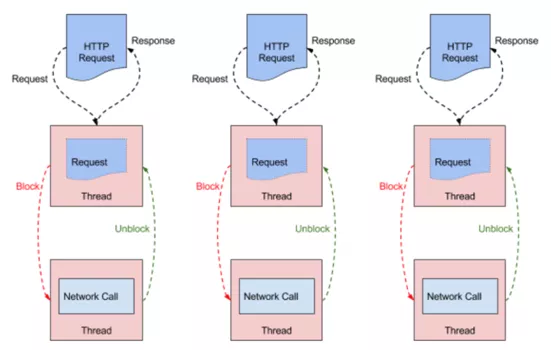 HTTP
Request
Response
Request
Request
Thread
Block
Unblock
Network Call
Thread
HTTP
Request
Response
Request
Request
Thread
Block
Unblock
Network Call
Thread
HTTP
Request
Response
Request
Request
Thread
Block
Unblock
Network Call
Thread